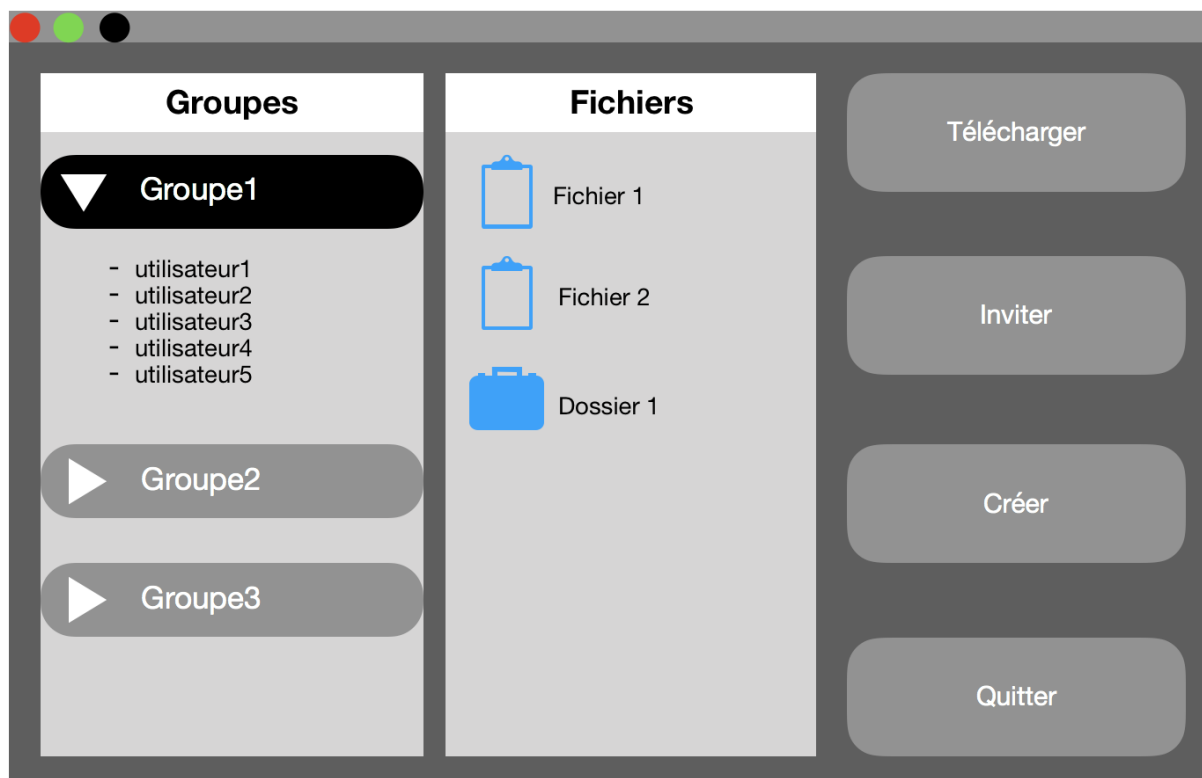 Groupes
Groupe1
- utilisateur1
- utilisateur2
- utilisateur3
- utilisateur4
- utilisateur5
Groupe2
Groupe3
Fichiers
Fichier 1
Fichier 2
Dossier 1
Télécharger
Inviter
Créer
Quitter